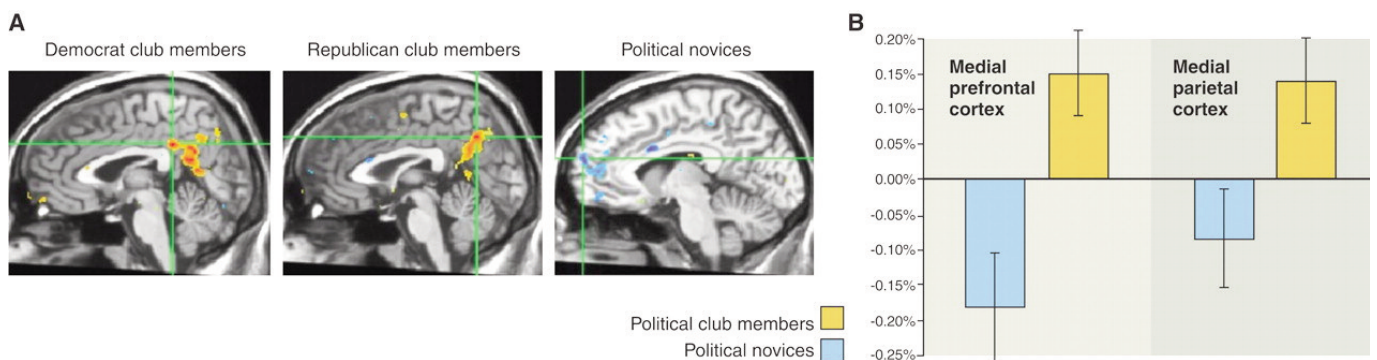 A
Democrat club members
Republican club members
Political novices
Political club members
Political novices
B
0.20%
0.15%
0.10%
0.05%
0.00%
-0.05%
-0.10%
-0.15%
-0.20%
-0.25%
Medial
prefrontal
cortex
Medial
parietal
cortex